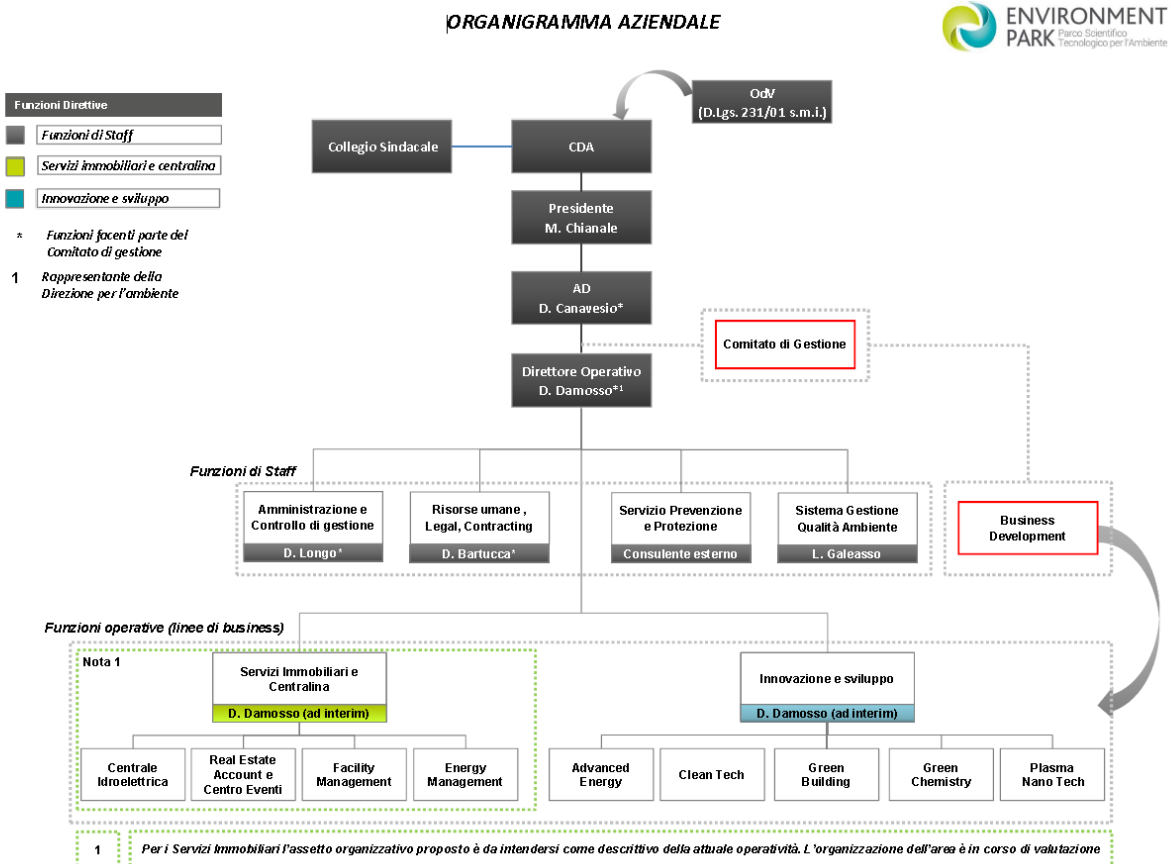 ORGANIGRAMMA AZIENDALE
ENVIRONMENT
PARK Parco Scientifico
Tecnologico per l'Ambiente
Funzioni Direttive
Funzioni di Staff
Servizi immobiliari e centralina
Innovazione e sviluppo
* Funzioni facenti parte del
Comitato di gestione
1 Rappresentante della
Direzione per l'ambiente
OdV
(D.Lgs. 231/01 s.m.i.)
Collegio Sindacale
CDA
Presidente
M. Chianale
AD
D. Canavesio*
Comitato di Gestione
Direttore Operativo
D. Damosso*1
Funzioni di Staff
Amministrazione e
Controllo di gestione
D. Longo*
Risorse umane ,
Legal, Contracting
D. Bartucca*
Servizio Prevenzione
e Protezione
Consulente esterno
Sistema Gestione
Qualità Ambiente
L. Galeasso
Business
Development
Funzioni operative (linee di business)
Nota 1
Servizi Immobiliari e
Centralina
D. Damosso (ad interim)
Innovazione e sviluppo
D. Damosso (ad interim)
Centrale
Idroelettrica
Real Estate
Account e
Centro Eventi
Facility
Management
Energy
Management
Advanced
Energy
Clean Tech
Green
Building
Green
Chemistry
Plasma
Nano Tech
1 Per i Servizi Immobiliari l'assetto organizzativo proposto è da intendersi come descrittivo della attuale operatività. L'organizzazione dell'area è in corso di valutazione